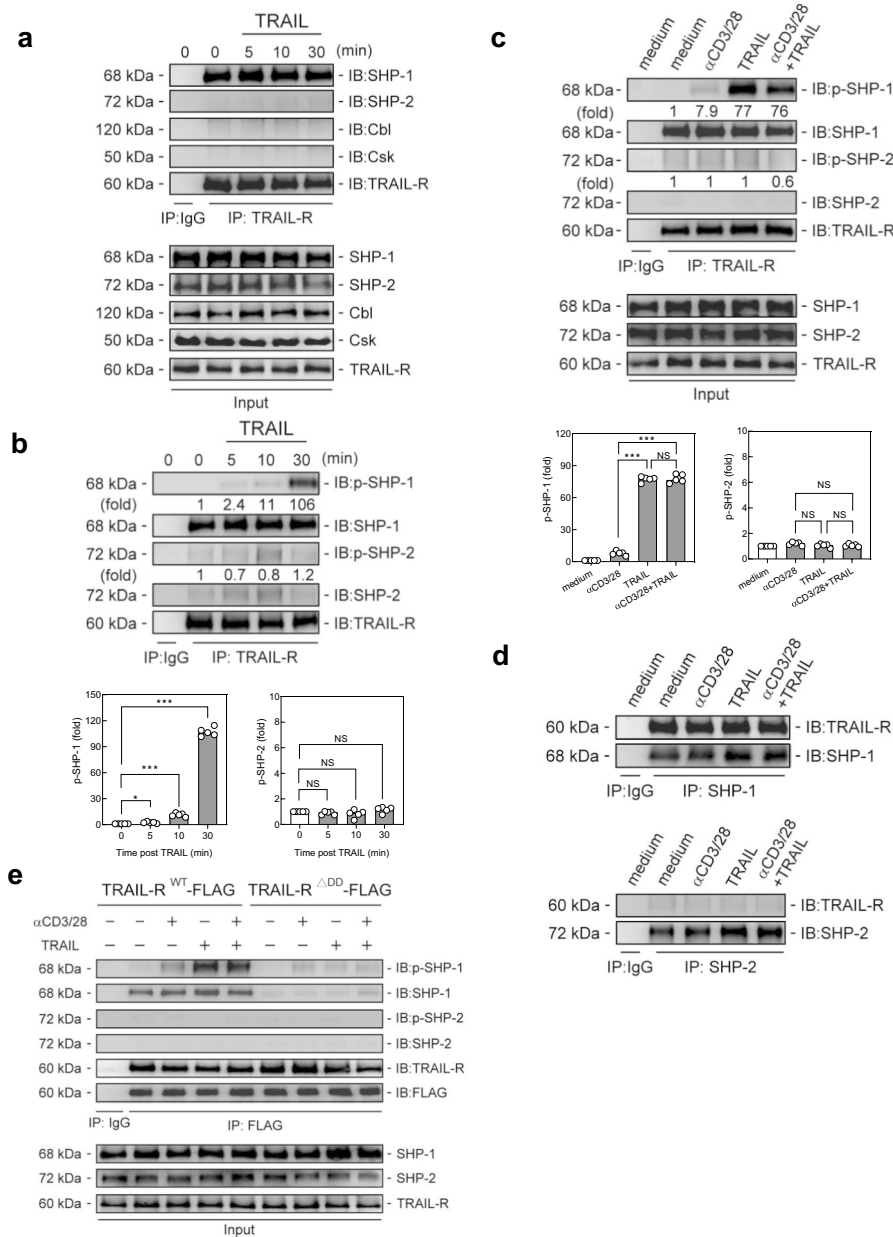 a
TRAIL
0 0 5 10 30 (min)
68 kDa - - IB:SHP-1
72 kDa - - IB:SHP-2
120 kDa - - IB:Cbl
50 kDa - - IB:Csk
60 kDa - - IB:TRAIL-R
IP:IgG IP: TRAIL-R
68 kDa - - SHP-1
72 kDa - - SHP-2
120 kDa - - Cbl
50 kDa - - Csk
60 kDa - - TRAIL-R
Input
b
TRAIL
0 0 5 10 30 (min)
68 kDa - - IB:p-SHP-1
(fold) 1 2.4 11 106
68 kDa - - IB:SHP-1
72 kDa - - IB:p-SHP-2
(fold) 1 0.7 0.8 1.2
72 kDa - - IB:SHP-2
60 kDa - - IB:TRAIL-R
IP:IgG IP: TRAIL-R
p-SHP-1 (fold)
150
120
90
60
30
0
***
***
*
0 5 10 30
Time post TRAIL (min)
p-SHP-2 (fold)
10
8
6
4
2
0
NS
NS
NS
0 5 10 30
Time post TRAIL (min)
c
medium medium αCD3/28 TRAIL αCD3/28
+TRAIL
68 kDa - - IB:p-SHP-1
(fold) 1 7.9 77 76
68 kDa - - IB:SHP-1
72 kDa - - IB:p-SHP-2
(fold) 1 1 1 0.6
72 kDa - - IB:SHP-2
60 kDa - - IB:TRAIL-R
IP:IgG IP: TRAIL-R
68 kDa - - SHP-1
72 kDa - - SHP-2
60 kDa - - TRAIL-R
Input
p-SHP-1 (fold)
120
90
60
30
0
***
*** NS
medium αCD3/28 TRAIL αCD3/28+TRAIL
p-SHP-2 (fold)
10
8
6
4
2
0
NS
NS NS
medium αCD3/28 TRAIL αCD3/28+TRAIL
d
medium medium αCD3/28 TRAIL αCD3/28
+TRAIL
60 kDa - - IB:TRAIL-R
68 kDa - - IB:SHP-1
IP:IgG IP: SHP-1
medium medium αCD3/28 TRAIL αCD3/28
+TRAIL
60 kDa - - IB:TRAIL-R
72 kDa - - IB:SHP-2
IP:IgG IP: SHP-2
e
TRAIL-R WT-FLAG TRAIL-R △DD-FLAG
αCD3/28 − − + − + − + − +
TRAIL − − − + + − − + +
68 kDa - - IB:p-SHP-1
68 kDa - - IB:SHP-1
72 kDa - - IB:p-SHP-2
72 kDa - - IB:SHP-2
60 kDa - - IB:TRAIL-R
60 kDa - - IB:FLAG
IP: IgG IP: FLAG
68 kDa - - SHP-1
72 kDa - - SHP-2
60 kDa - - TRAIL-R
Input